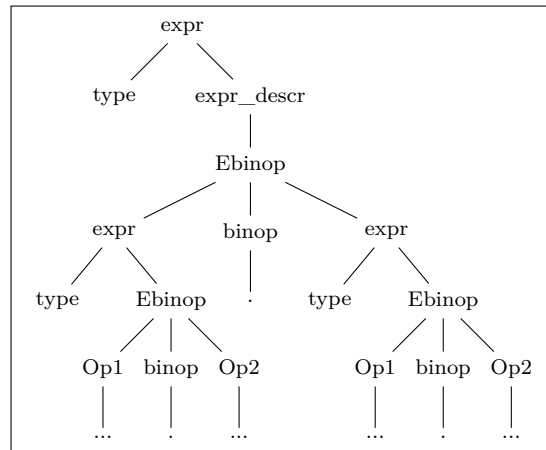 expr
type expr_descr
Ebinop
expr binop expr
type Ebinop . type Ebinop
Op1 binop Op2 Op1 binop Op2
... . ... ... . ...